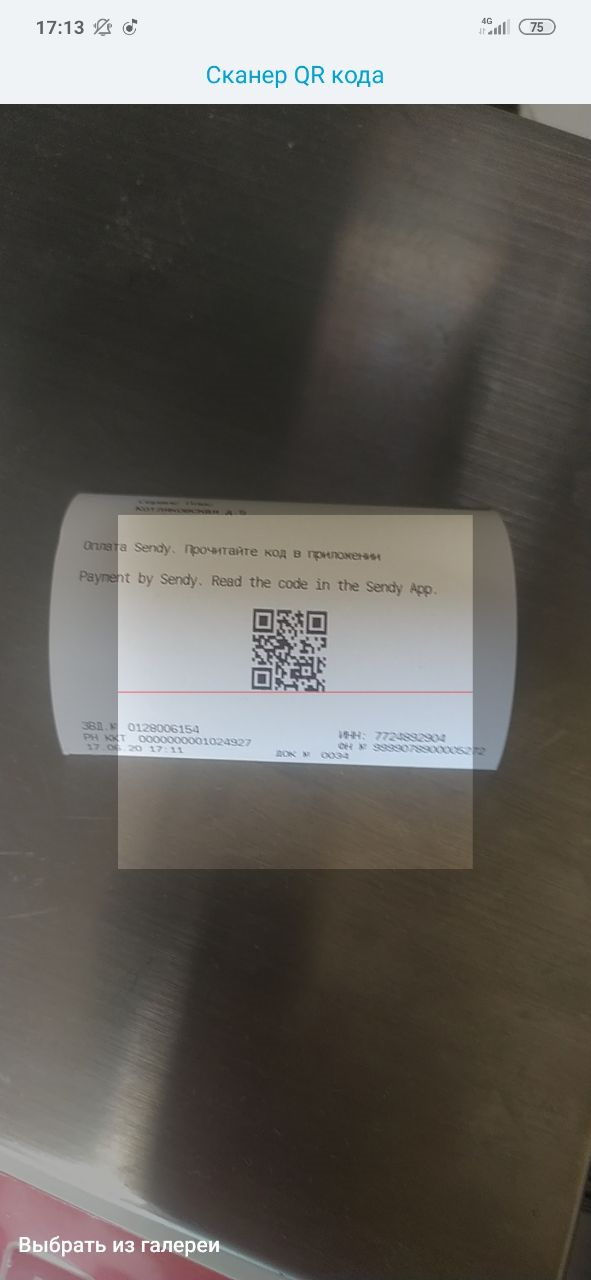 17:13
4G
75
Сканер QR кода
Котляковская д.5
Оплата Sendy. Прочитайте код в приложении
Payment by Sendy. Read the code in the Sendy App.
ЗВД.№ 0128006154
ИНН: 7724892904
РН ККТ 0000000001024927
ФН № 9999078900005272
17.06.20 17:11
ДОК № 0034
Выбрать из галереи